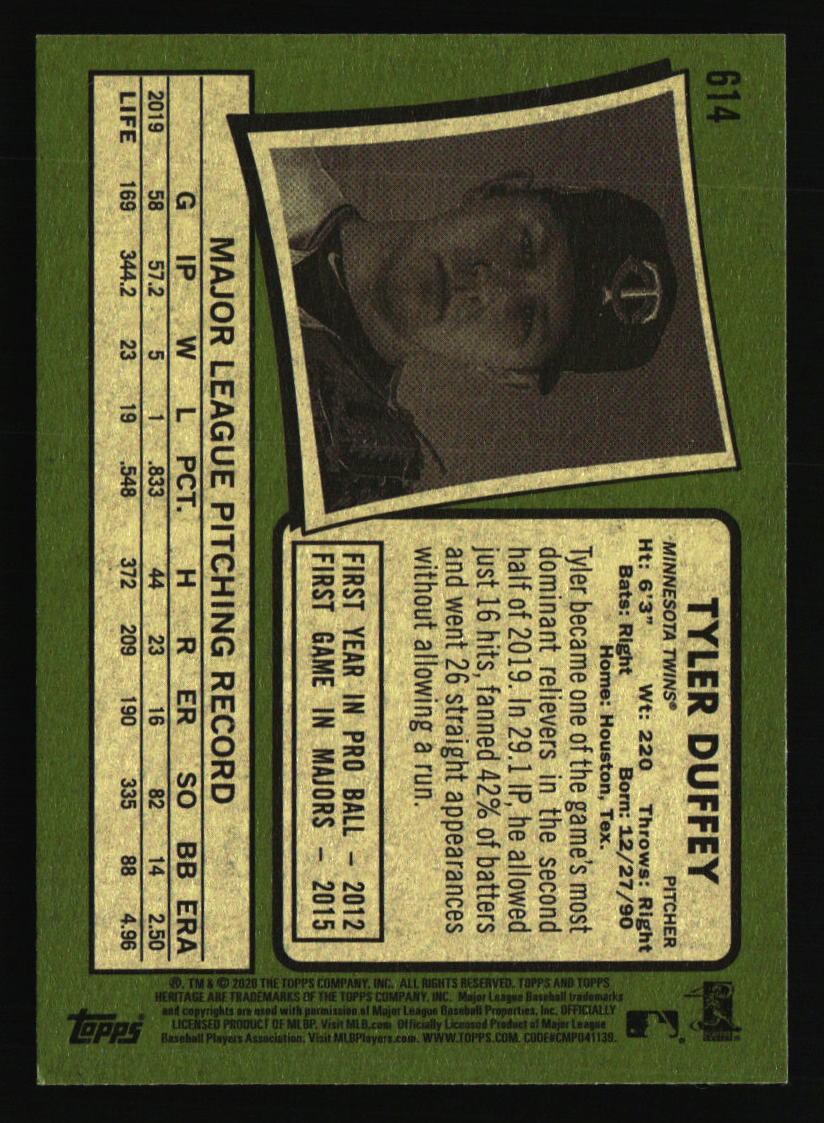 614
TYLER DUFFEY
MINNESOTA TWINS® PITCHER
Ht: 6'3" Wt: 220 Throws: Right
Bats: Right Born: 12/27/90
Home: Houston, Tex.
Tyler became one of the game's most
dominant relievers in the second
half of 2019. In 29.1 IP, he allowed
just 16 hits, fanned 42% of batters
and went 26 straight appearances
without allowing a run.
FIRST YEAR IN PRO BALL – 2012
FIRST GAME IN MAJORS – 2015
MAJOR LEAGUE PITCHING RECORD
G IP W L PCT. H R ER SO BB ERA
2019 58 57.2 5 1 .833 44 23 16 82 14 2.50
LIFE 169 344.2 23 19 .548 372 209 190 335 88 4.96
®, TM & © 2020 THE TOPPS COMPANY, INC. ALL RIGHTS RESERVED. TOPPS AND TOPPS
HERITAGE ARE TRADEMARKS OF THE TOPPS COMPANY, INC. Major League Baseball trademarks
and copyrights are used with permission of Major League Baseball Properties, Inc. OFFICIALLY
LICENSED PRODUCT OF MLBP. Visit MLB.com Officially Licensed Product of Major League
Baseball Players Association. Visit MLBPlayers.com. WWW.TOPPS.COM. CODE#CMP041139.
topps®